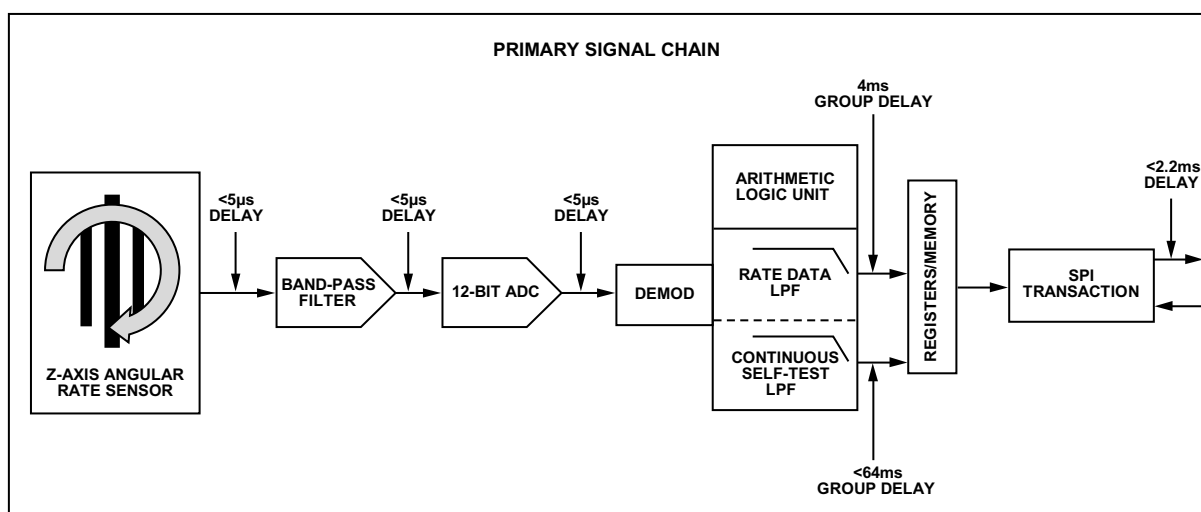 PRIMARY SIGNAL CHAIN
4ms
GROUP DELAY
<2.2ms
DELAY
<5µs
DELAY
<5µs
DELAY
<5µs
DELAY
ARITHMETIC
LOGIC UNIT
BAND-PASS
FILTER
12-BIT ADC
DEMOD
RATE DATA
LPF
REGISTERS/MEMORY
SPI
TRANSACTION
Z-AXIS ANGULAR
RATE SENSOR
CONTINUOUS
SELF-TEST
LPF
<64ms
GROUP DELAY